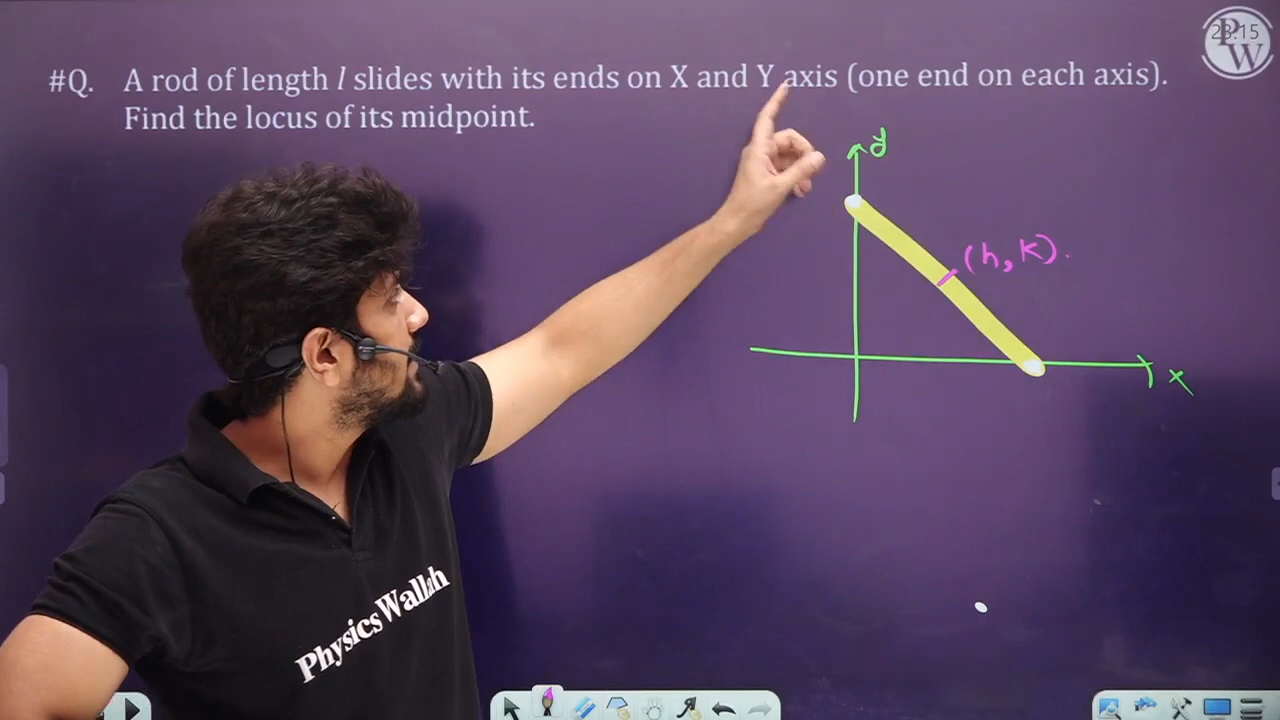 #Q. A rod of length l slides with its ends on X and Y axis (one end on each axis).
Find the locus of its midpoint.
y
(h, k).
x
Physics Wallah
PW
23:15